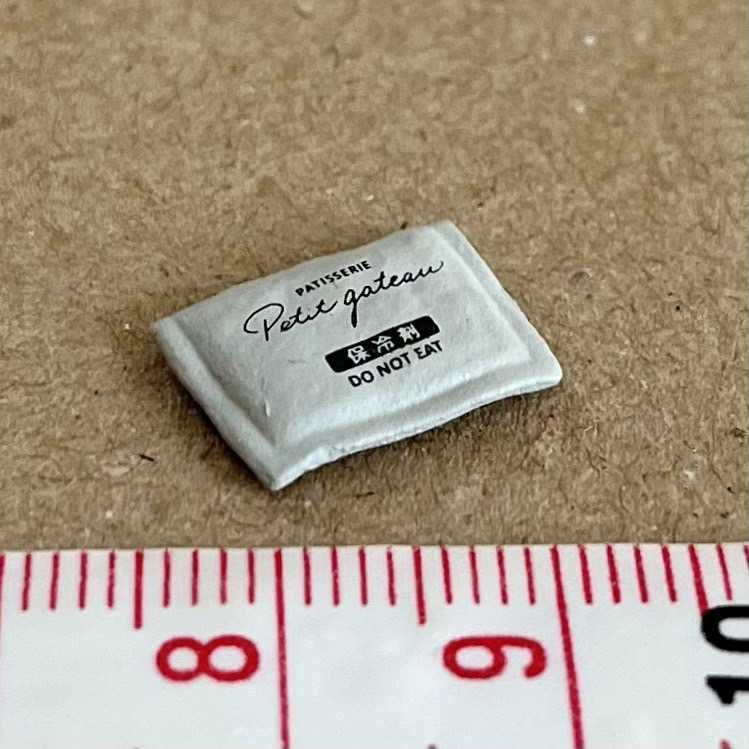 PATISSERIE
Petit gateau
保冷剤
DO NOT EAT
8 9 10